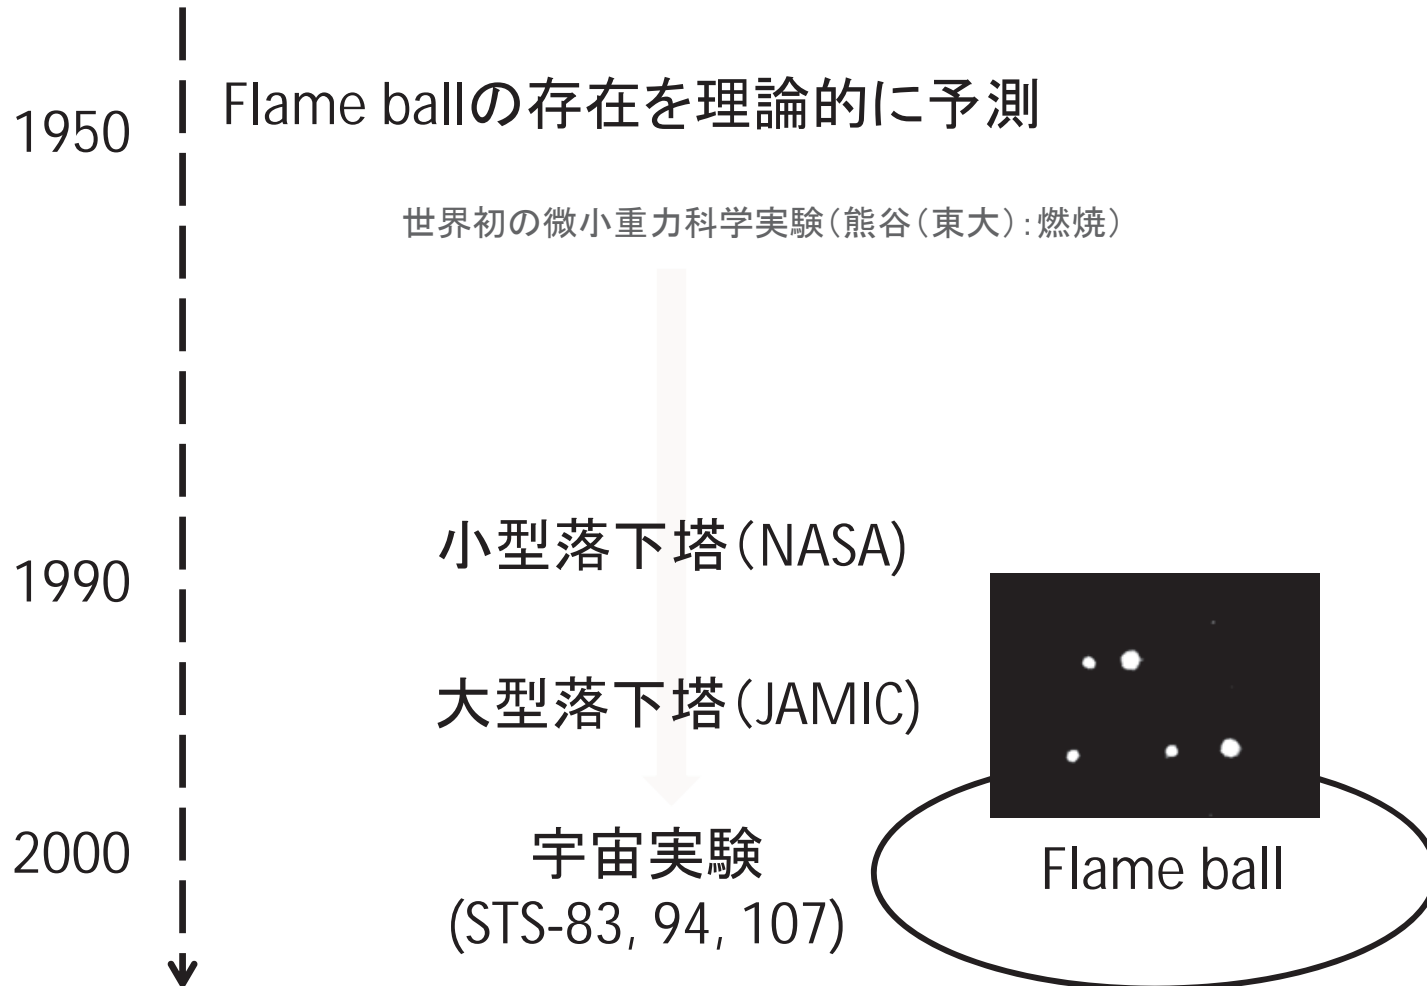 1950
Flame ballの存在を理論的に予測
世界初の微小重力科学実験（熊谷（東大）：燃焼）
1990
小型落下塔（NASA）
大型落下塔（JAMIC）
2000
宇宙実験
(STS-83, 94, 107)
Flame ball